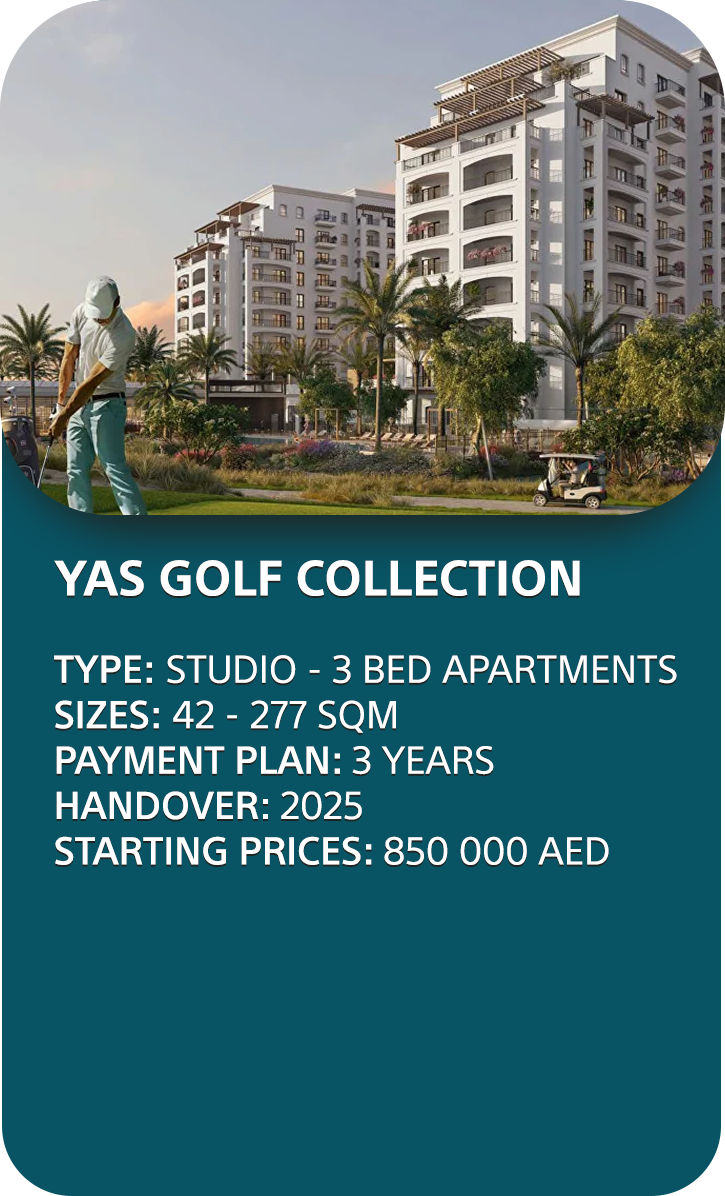 YAS GOLF COLLECTION
TYPE: STUDIO - 3 BED APARTMENTS
SIZES: 42 - 277 SQM
PAYMENT PLAN: 3 YEARS
HANDOVER: 2025
STARTING PRICES: 850 000 AED